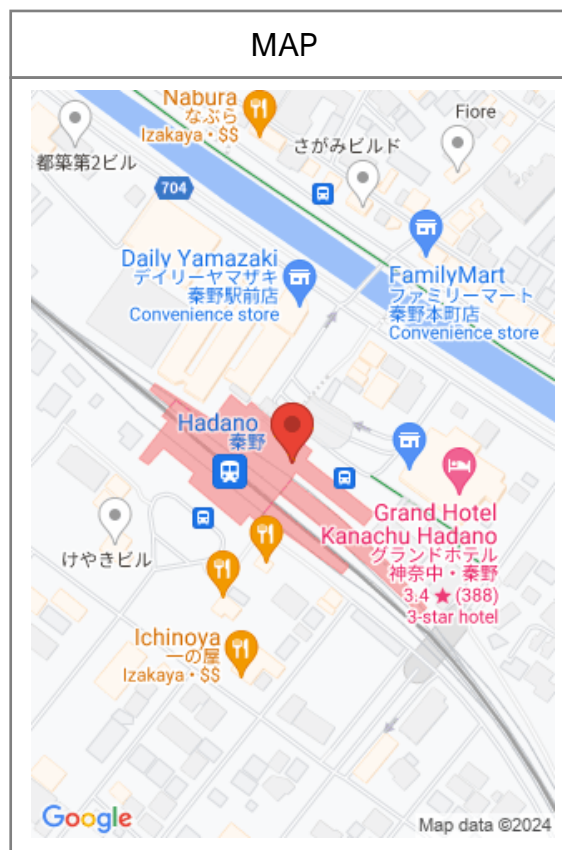 MAP
Nabura
なぶら
Izakaya・$$
Fiore
さがみビルド
都築第2ビル
704
Daily Yamazaki
デイリーヤマザキ
秦野駅前店
Convenience store
FamilyMart
ファミリーマート
秦野本町店
Convenience store
Hadano
秦野
けやきビル
Grand Hotel
Kanachu Hadano
グランドホテル
神奈中・秦野
3.4 ★ (388)
3-star hotel
Ichinoya
一の屋
Izakaya・$$
Google
Map data ©2024